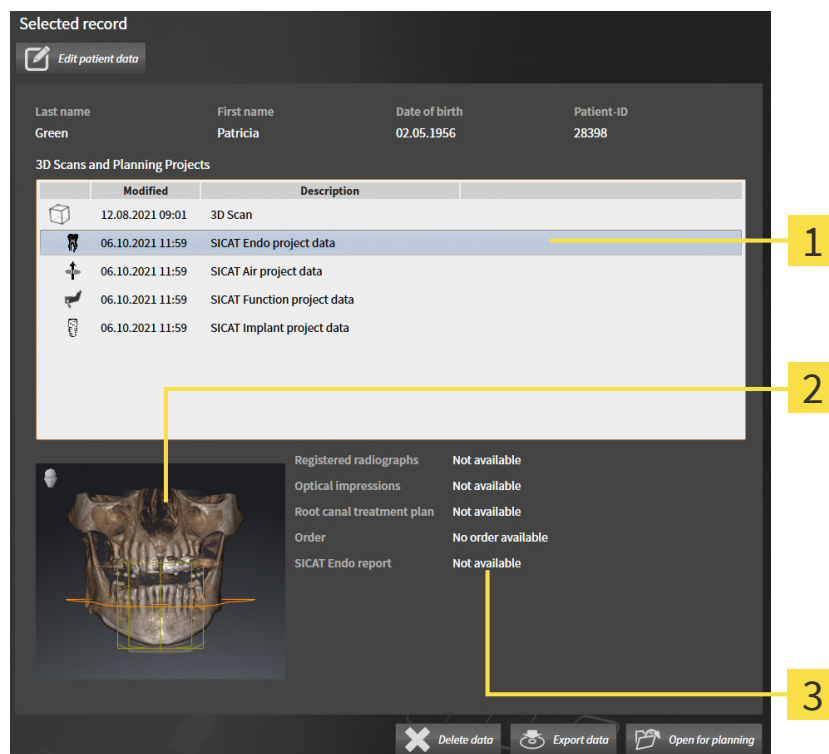 Selected record
Edit patient data
Last name First name Date of birth Patient-ID
Green Patricia 02.05.1956 28398
3D Scans and Planning Projects
Modified Description
12.08.2021 09:01 3D Scan
06.10.2021 11:59 SICAT Endo project data
1
06.10.2021 11:59 SICAT Air project data
06.10.2021 11:59 SICAT Function project data
06.10.2021 11:59 SICAT Implant project data
2
Registered radiographs Not available
Optical impressions Not available
Root canal treatment plan Not available
Order No order available
SICAT Endo report Not available
3
Delete data Export data Open for planning